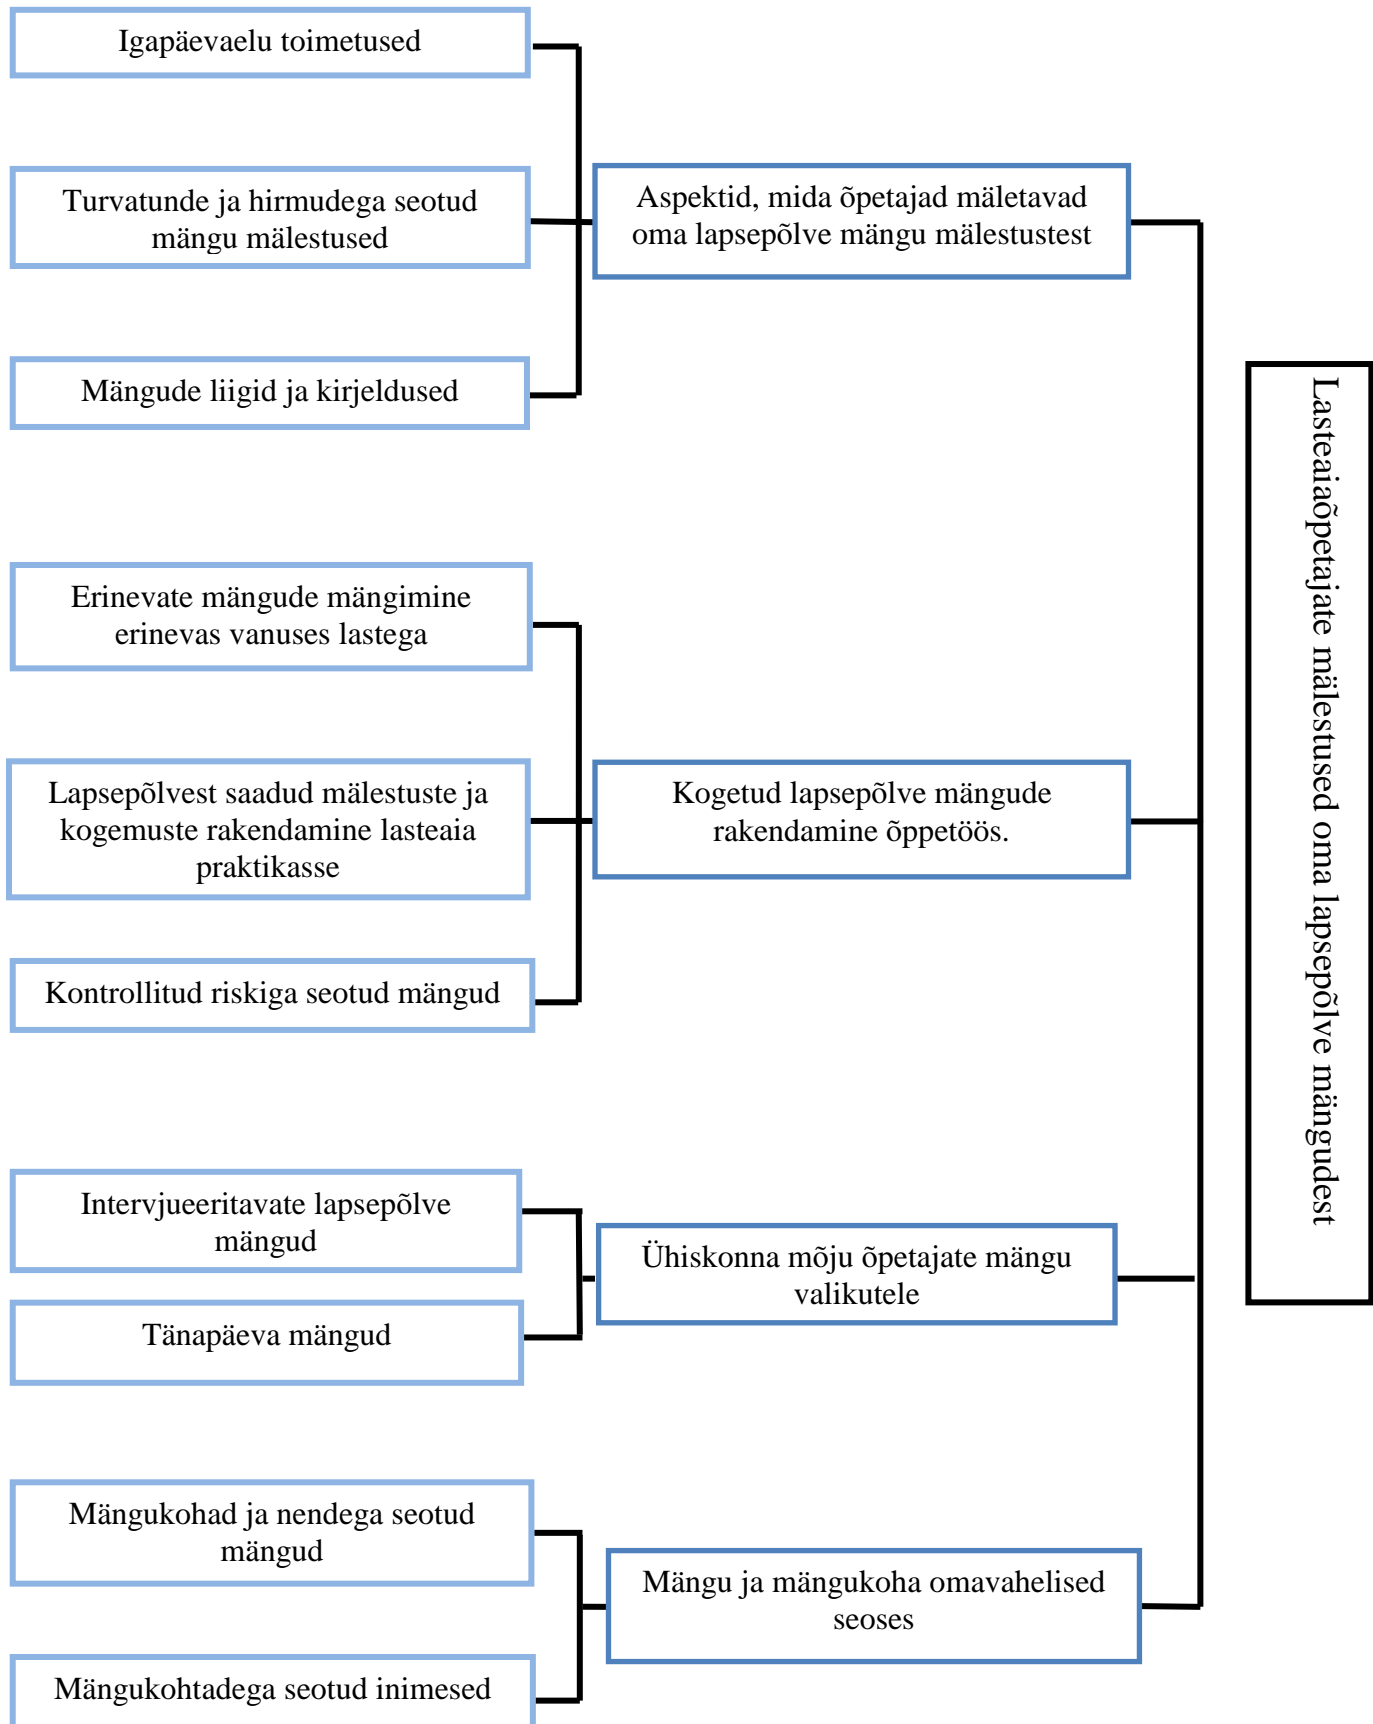 Igapäevaelu toimetused
Turvatunde ja hirmudega seotud
mängu mälestused
Mängude liigid ja kirjeldused
Aspektid, mida õpetajad mäletavad
oma lapsepõlve mängu mälestustest
Erinevate mängude mängimine
erinevas vanuses lastega
Lapsepõlvest saadud mälestuste ja
kogemuste rakendamine lasteaia
praktikasse
Kontrollitud riskiga seotud mängud
Kogetud lapsepõlve mängude
rakendamine õppetöös.
Intervjueeritavate lapsepõlve
mängud
Tänapäeva mängud
Ühiskonna mõju õpetajate mängu
valikutele
Mängukohad ja nendega seotud
mängud
Mängukohtadega seotud inimesed
Mängu ja mängukoha omavahelised
seoses
Lasteaiaõpetajate mälestused oma lapsepõlve mängudest